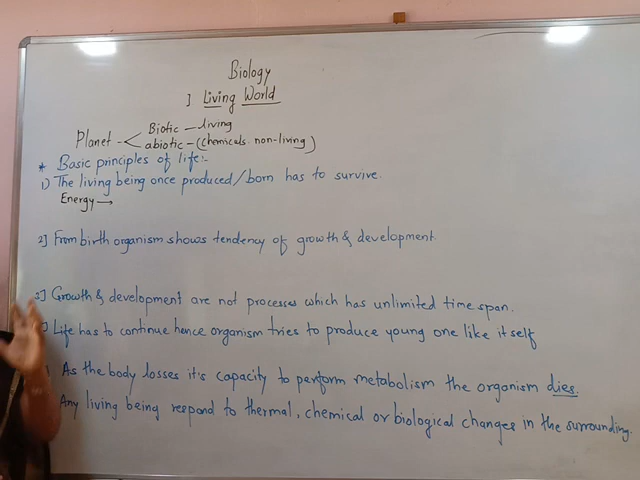 Biology
] Living World
Planet < Biotic — living
abiotic – (chemicals. non-living)
* Basic principles of life:-
1) The living being once produced/born has to survive.
Energy →
2] From birth organism shows tendency of growth & development.
3] Growth & development are not processes which has unlimited time span.
] Life has to continue hence organism tries to produce young one like itself
As the body losses it's capacity to perform metabolism the organism dies.
Any living being respond to thermal, chemical or biological changes in the surrounding.